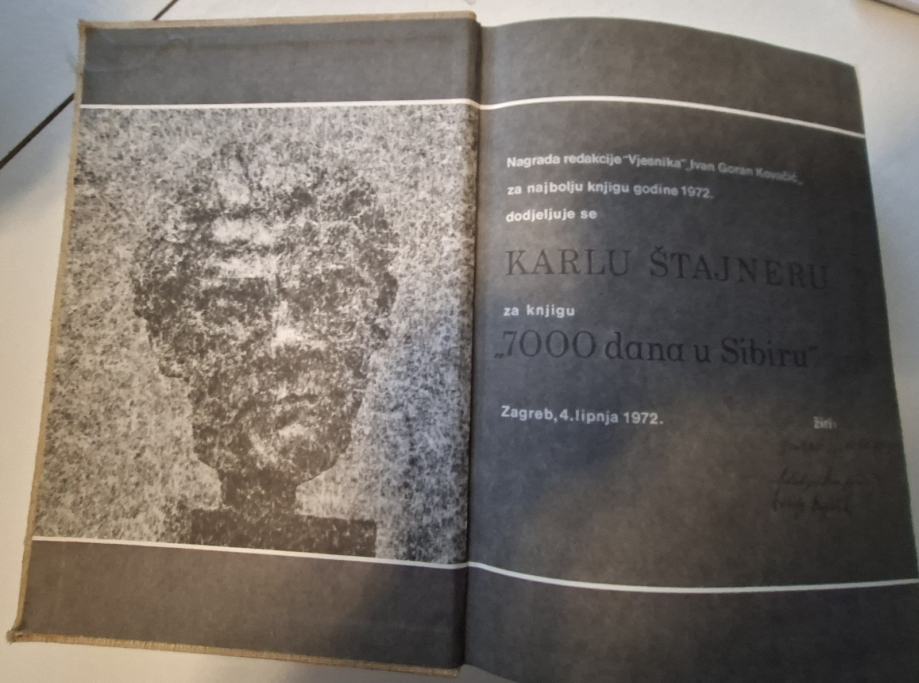 Nagrada redakcije "Vjesnika" „Ivan Goran Kovačić„
za najbolju knjigu godine 1972.
dodjeljuje se
KARLU ŠTAJNERU
za knjigu
„7000 dana u Sibiru"
Zagreb, 4. lipnja 1972.
žiri: